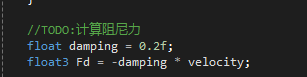 }
//TODO:计算阻尼力
float damping = 0.2f;
float3 Fd = -damping * velocity;